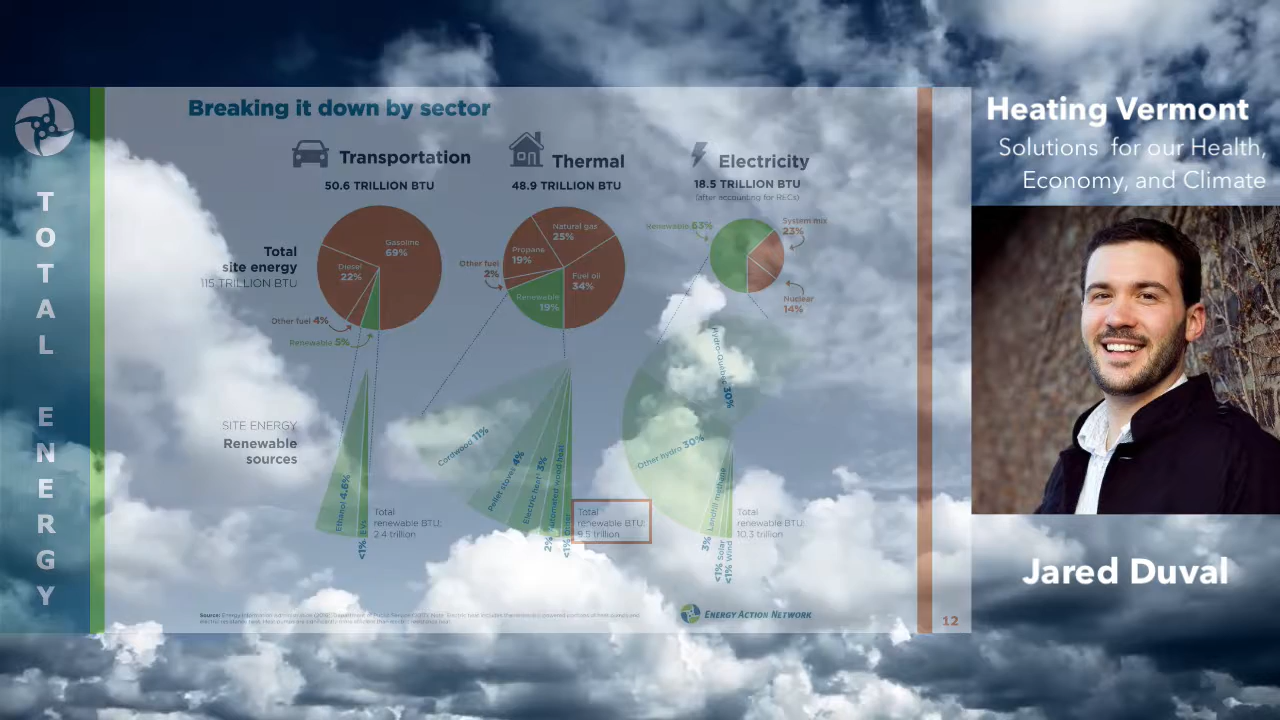 Breaking it down by sector
Transportation
50.6 TRILLION BTU
Thermal
48.9 TRILLION BTU
Electricity
18.5 TRILLION BTU
(after accounting for RECs)
TOTAL ENERGY
Total
site energy
115 TRILLION BTU
Gasoline
69%
Diesel
22%
Other fuel 4%
Renewable 5%
Natural gas
25%
Propane
19%
Other fuel
2%
Fuel oil
34%
Renewable
19%
Renewable 63%
System mix
23%
Nuclear
14%
SITE ENERGY
Renewable
sources
Ethanol 4.6%
<1% EVs
Total
renewable BTU:
2.4 trillion
Cordwood 11%
Pellet stoves 4%
Electric heat 3%
2% Automated wood heat
<1%
Total
renewable BTU:
9.5 trillion
Hydro-Québec 30%
Other hydro 30%
3% Landfill methane
<1% Solar
<1% Wind
Total
renewable BTU:
10.3 trillion
Source: Energy Information Administration
ENERGY ACTION NETWORK
12
Heating Vermont
Solutions for our Health,
Economy, and Climate
Jared Duval